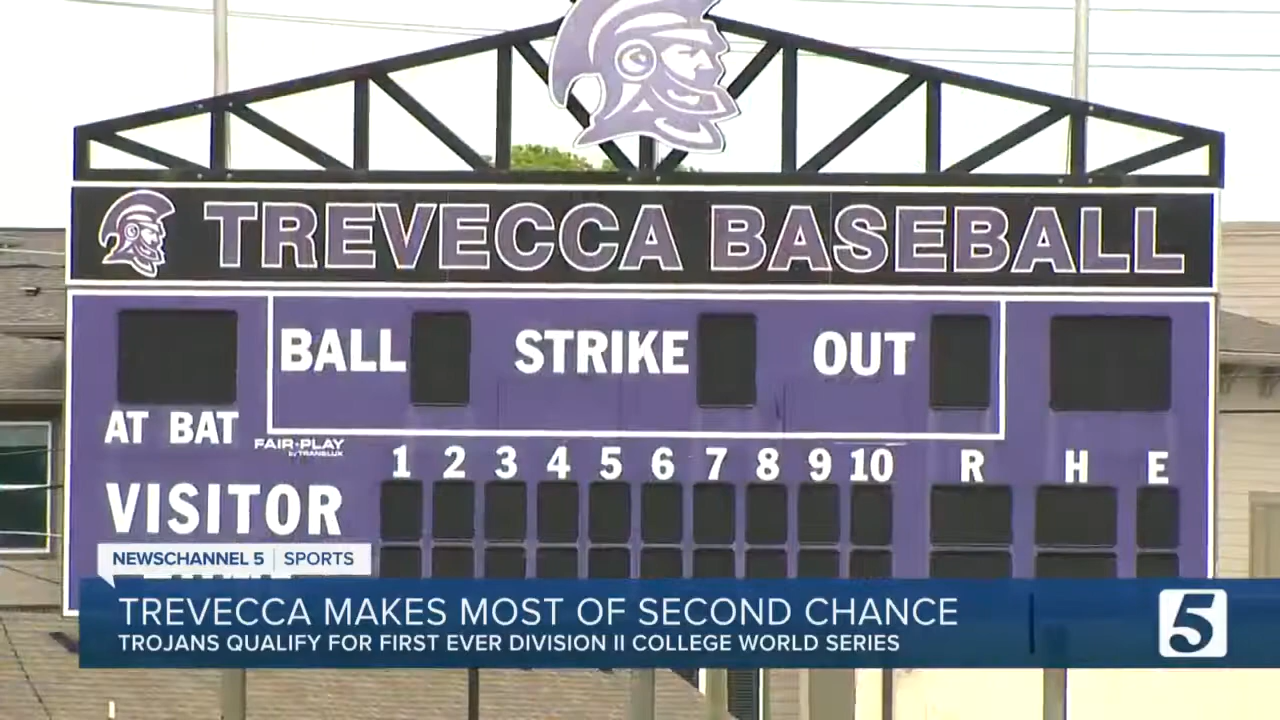 TREVECCA BASEBALL
BALL STRIKE OUT
AT BAT
FAIR-PLAY
BY TRANSLUX
1 2 3 4 5 6 7 8 9 10 R H E
VISITOR
NEWSCHANNEL 5 | SPORTS
TREVECCA MAKES MOST OF SECOND CHANCE
TROJANS QUALIFY FOR FIRST EVER DIVISION II COLLEGE WORLD SERIES
5